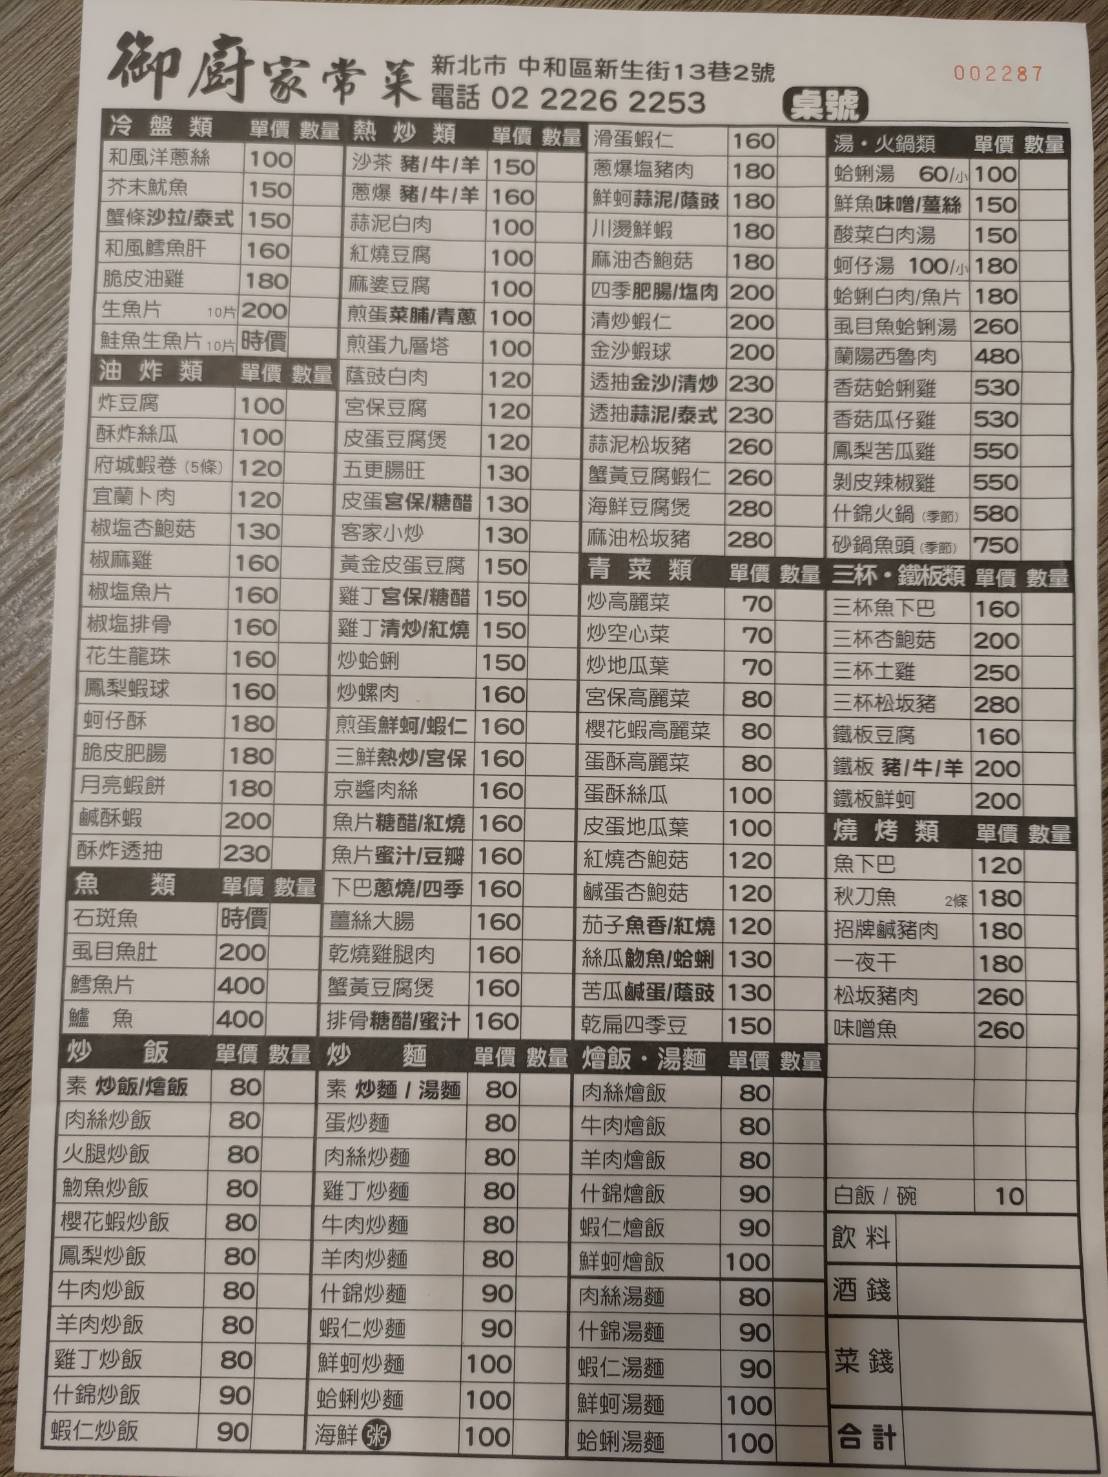 御廚家常菜
新北市 中和區新生街13巷2號
電話 02 2226 2253
桌號
002287
冷盤類 單價 數量
和風洋蔥絲 100
芥末魷魚 150
蟹條沙拉/泰式 150
和風鱈魚肝 160
脆皮油雞 180
生魚片 10片 200
鮭魚生魚片 10片 時價
油炸類 單價 數量
炸豆腐 100
酥炸絲瓜 100
府城蝦卷(5條) 120
宜蘭卜肉 120
椒塩杏鮑菇 130
椒麻雞 160
椒塩魚片 160
椒塩排骨 160
花生龍珠 160
鳳梨蝦球 160
蚵仔酥 180
脆皮肥腸 180
月亮蝦餅 180
鹹酥蝦 200
酥炸透抽 230
魚類 單價 數量
石斑魚 時價
虱目魚肚 200
鱈魚片 400
鱸 魚 400
熱炒類 單價 數量
沙茶 豬/牛/羊 150
蔥爆 豬/牛/羊 160
蒜泥白肉 100
紅燒豆腐 100
麻婆豆腐 100
煎蛋菜脯/青蔥 100
煎蛋九層塔 100
蔭豉白肉 120
宮保豆腐 120
皮蛋豆腐煲 120
五更腸旺 130
皮蛋宮保/糖醋 130
客家小炒 130
黃金皮蛋豆腐 150
雞丁宮保/糖醋 150
雞丁清炒/紅燒 150
炒蛤蜊 150
炒螺肉 160
煎蛋鮮蚵/蝦仁 160
三鮮熱炒/宮保 160
京醬肉絲 160
魚片糖醋/紅燒 160
魚片蜜汁/豆瓣 160
下巴蔥燒/四季 160
薑絲大腸 160
乾燒雞腿肉 160
蟹黃豆腐煲 160
排骨糖醋/蜜汁 160
滑蛋蝦仁 160
蔥爆塩豬肉 180
鮮蚵蒜泥/蔭豉 180
川燙鮮蝦 180
麻油杏鮑菇 180
四季肥腸/塩肉 200
清炒蝦仁 200
金沙蝦球 200
透抽金沙/清炒 230
透抽蒜泥/泰式 230
蒜泥松坂豬 260
蟹黃豆腐蝦仁 260
海鮮豆腐煲 280
麻油松坂豬 280
青菜類 單價 數量
炒高麗菜 70
炒空心菜 70
炒地瓜葉 70
宮保高麗菜 80
櫻花蝦高麗菜 80
蛋酥高麗菜 80
蛋酥絲瓜 100
皮蛋地瓜葉 100
紅燒杏鮑菇 120
鹹蛋杏鮑菇 120
茄子魚香/紅燒 120
絲瓜魩魚/蛤蜊 130
苦瓜鹹蛋/蔭豉 130
乾扁四季豆 150
湯・火鍋類 單價 數量
蛤蜊湯 60/小 100
鮮魚味噌/薑絲 150
酸菜白肉湯 150
蚵仔湯 100/小 180
蛤蜊白肉/魚片 180
虱目魚蛤蜊湯 260
蘭陽西魯肉 480
香菇蛤蜊雞 530
香菇瓜仔雞 530
鳳梨苦瓜雞 550
剝皮辣椒雞 550
什錦火鍋(季節) 580
砂鍋魚頭(季節) 750
三杯・鐵板類 單價 數量
三杯魚下巴 160
三杯杏鮑菇 200
三杯土雞 250
三杯松坂豬 280
鐵板豆腐 160
鐵板 豬/牛/羊 200
鐵板鮮蚵 200
燒烤類 單價 數量
魚下巴 120
秋刀魚 2條 180
招牌鹹豬肉 180
一夜干 180
松坂豬肉 260
味噌魚 260
炒飯 單價 數量
素 炒飯/燴飯 80
肉絲炒飯 80
火腿炒飯 80
魩魚炒飯 80
櫻花蝦炒飯 80
鳳梨炒飯 80
牛肉炒飯 80
羊肉炒飯 80
雞丁炒飯 80
什錦炒飯 90
蝦仁炒飯 90
炒麵 單價 數量
素 炒麵 / 湯麵 80
蛋炒麵 80
肉絲炒麵 80
雞丁炒麵 80
牛肉炒麵 80
羊肉炒麵 80
什錦炒麵 90
蝦仁炒麵 90
鮮蚵炒麵 100
蛤蜊炒麵 100
海鮮粥 100
燴飯・湯麵 單價 數量
肉絲燴飯 80
牛肉燴飯 80
羊肉燴飯 80
什錦燴飯 90
蝦仁燴飯 90
鮮蚵燴飯 100
肉絲湯麵 80
什錦湯麵 90
蝦仁湯麵 90
鮮蚵湯麵 100
蛤蜊湯麵 100
白飯 / 碗 10
飲料
酒錢
菜錢
合計